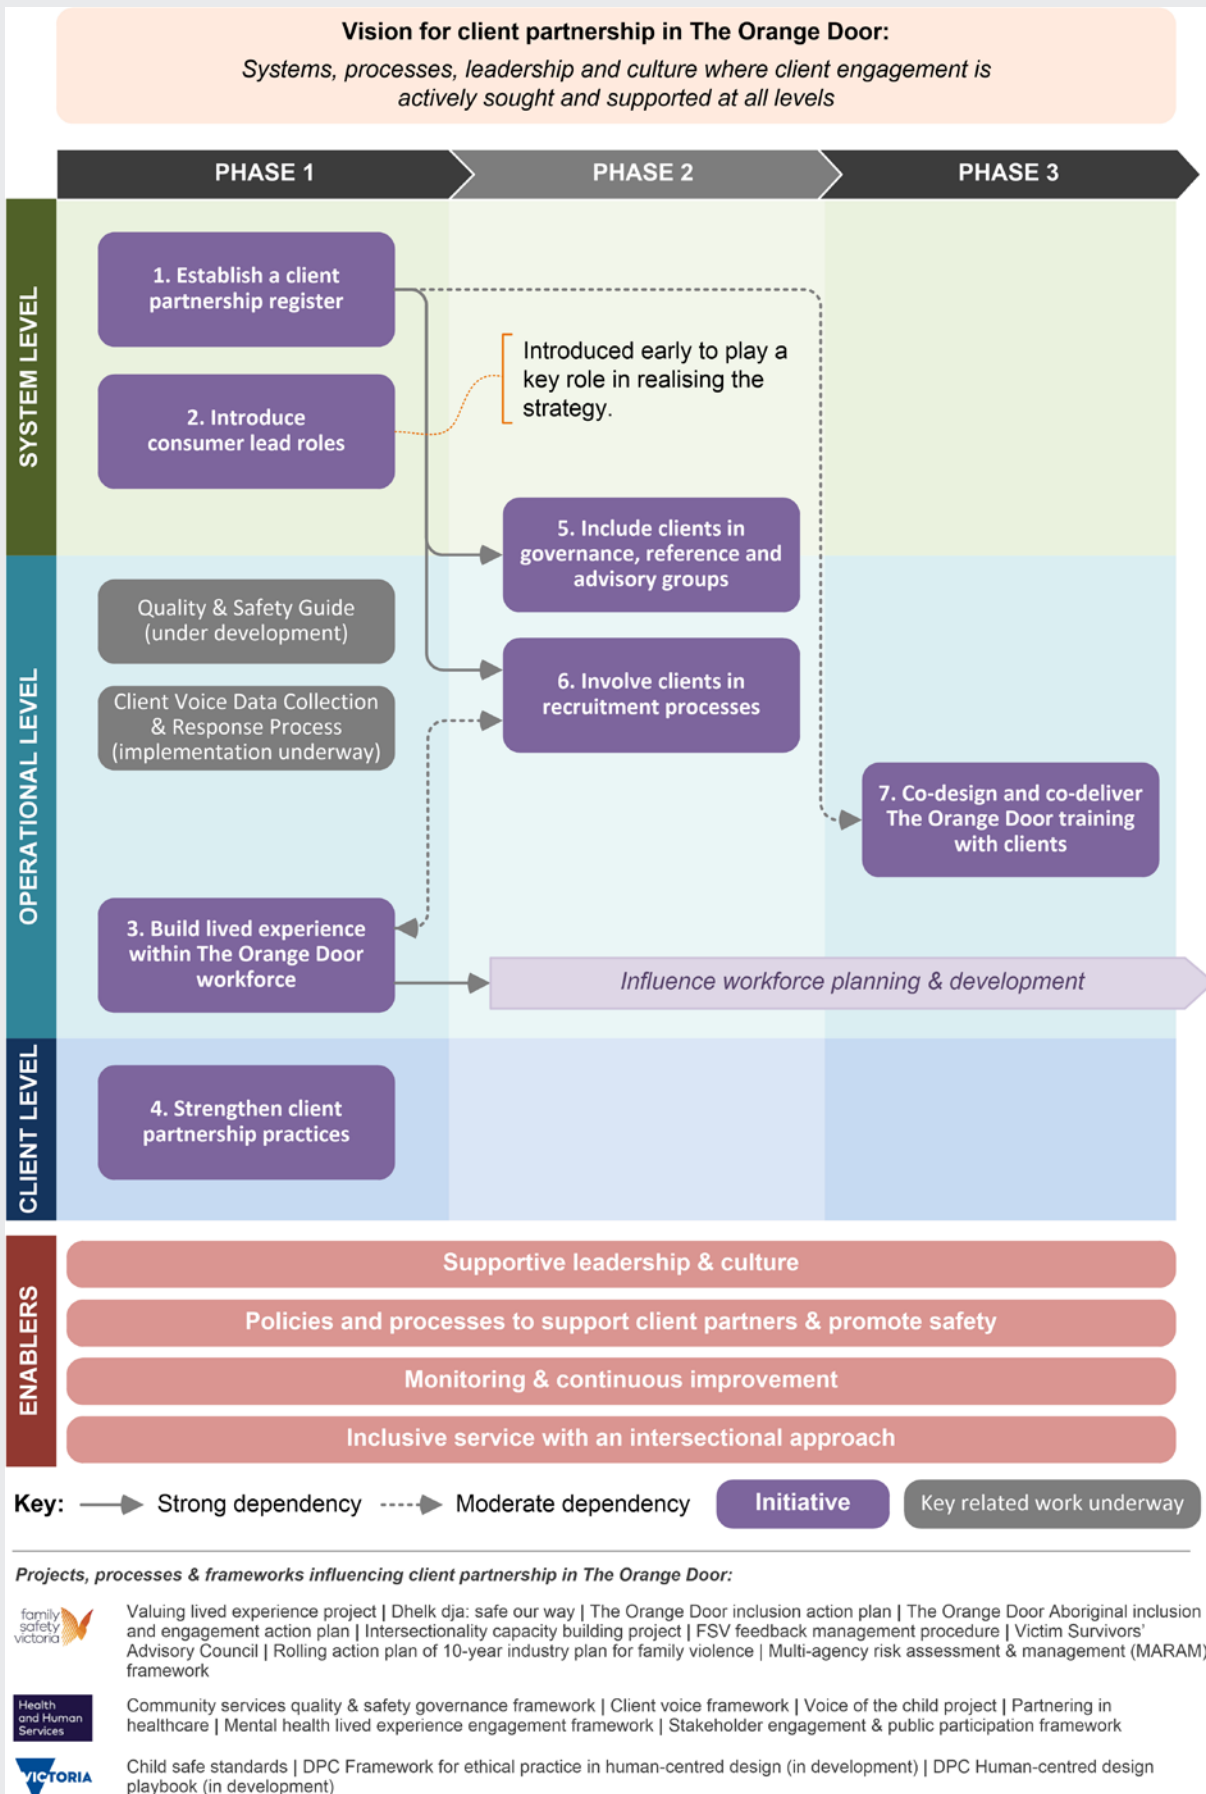 Vision for client partnership in The Orange Door:
Systems, processes, leadership and culture where client engagement is
actively sought and supported at all levels
PHASE 1
PHASE 2
PHASE 3
SYSTEM LEVEL
1. Establish a client
partnership register
2. Introduce
consumer lead roles
Introduced early to play a
key role in realising the
strategy.
5. Include clients in
governance, reference and
advisory groups
OPERATIONAL LEVEL
Quality & Safety Guide
(under development)
Client Voice Data Collection
& Response Process
(implementation underway)
6. Involve clients in
recruitment processes
7. Co-design and co-deliver
The Orange Door training
with clients
3. Build lived experience
within The Orange Door
workforce
Influence workforce planning & development
CLIENT LEVEL
4. Strengthen client
partnership practices
ENABLERS
Supportive leadership & culture
Policies and processes to support client partners & promote safety
Monitoring & continuous improvement
Inclusive service with an intersectional approach
Key:
Strong dependency
Moderate dependency
Initiative
Key related work underway
Projects, processes & frameworks influencing client partnership in The Orange Door:
family
safety
victoria
Valuing lived experience project | Dhelk dja: safe our way | The Orange Door inclusion action plan | The Orange Door Aboriginal inclusion
and engagement action plan | Intersectionality capacity building project | FSV feedback management procedure | Victim Survivors'
Advisory Council | Rolling action plan of 10-year industry plan for family violence | Multi-agency risk assessment & management (MARAM)
framework
Health
and Human
Services
Community services quality & safety governance framework | Client voice framework | Voice of the child project | Partnering in
healthcare | Mental health lived experience engagement framework | Stakeholder engagement & public participation framework
VICTORIA
Child safe standards | DPC Framework for ethical practice in human-centred design (in development) | DPC Human-centred design
playbook (in development)